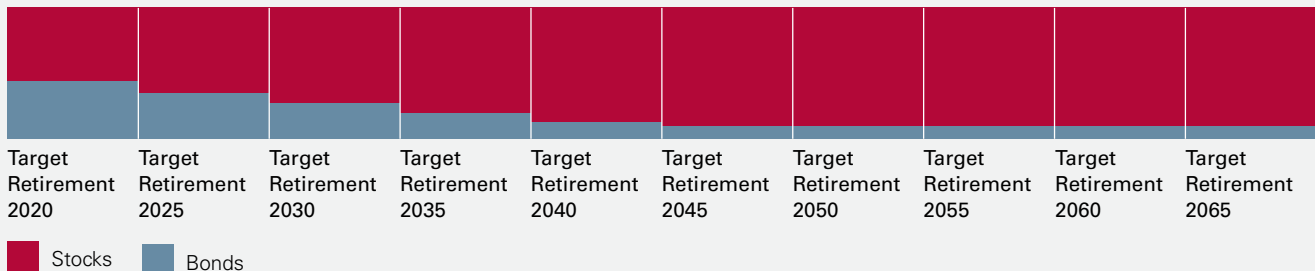 Target Target Target Target Target Target Target Target Target Target
Retirement Retirement Retirement Retirement Retirement Retirement Retirement Retirement Retirement Retirement
2020 2025 2030 2035 2040 2045 2050 2055 2060 2065
Stocks Bonds